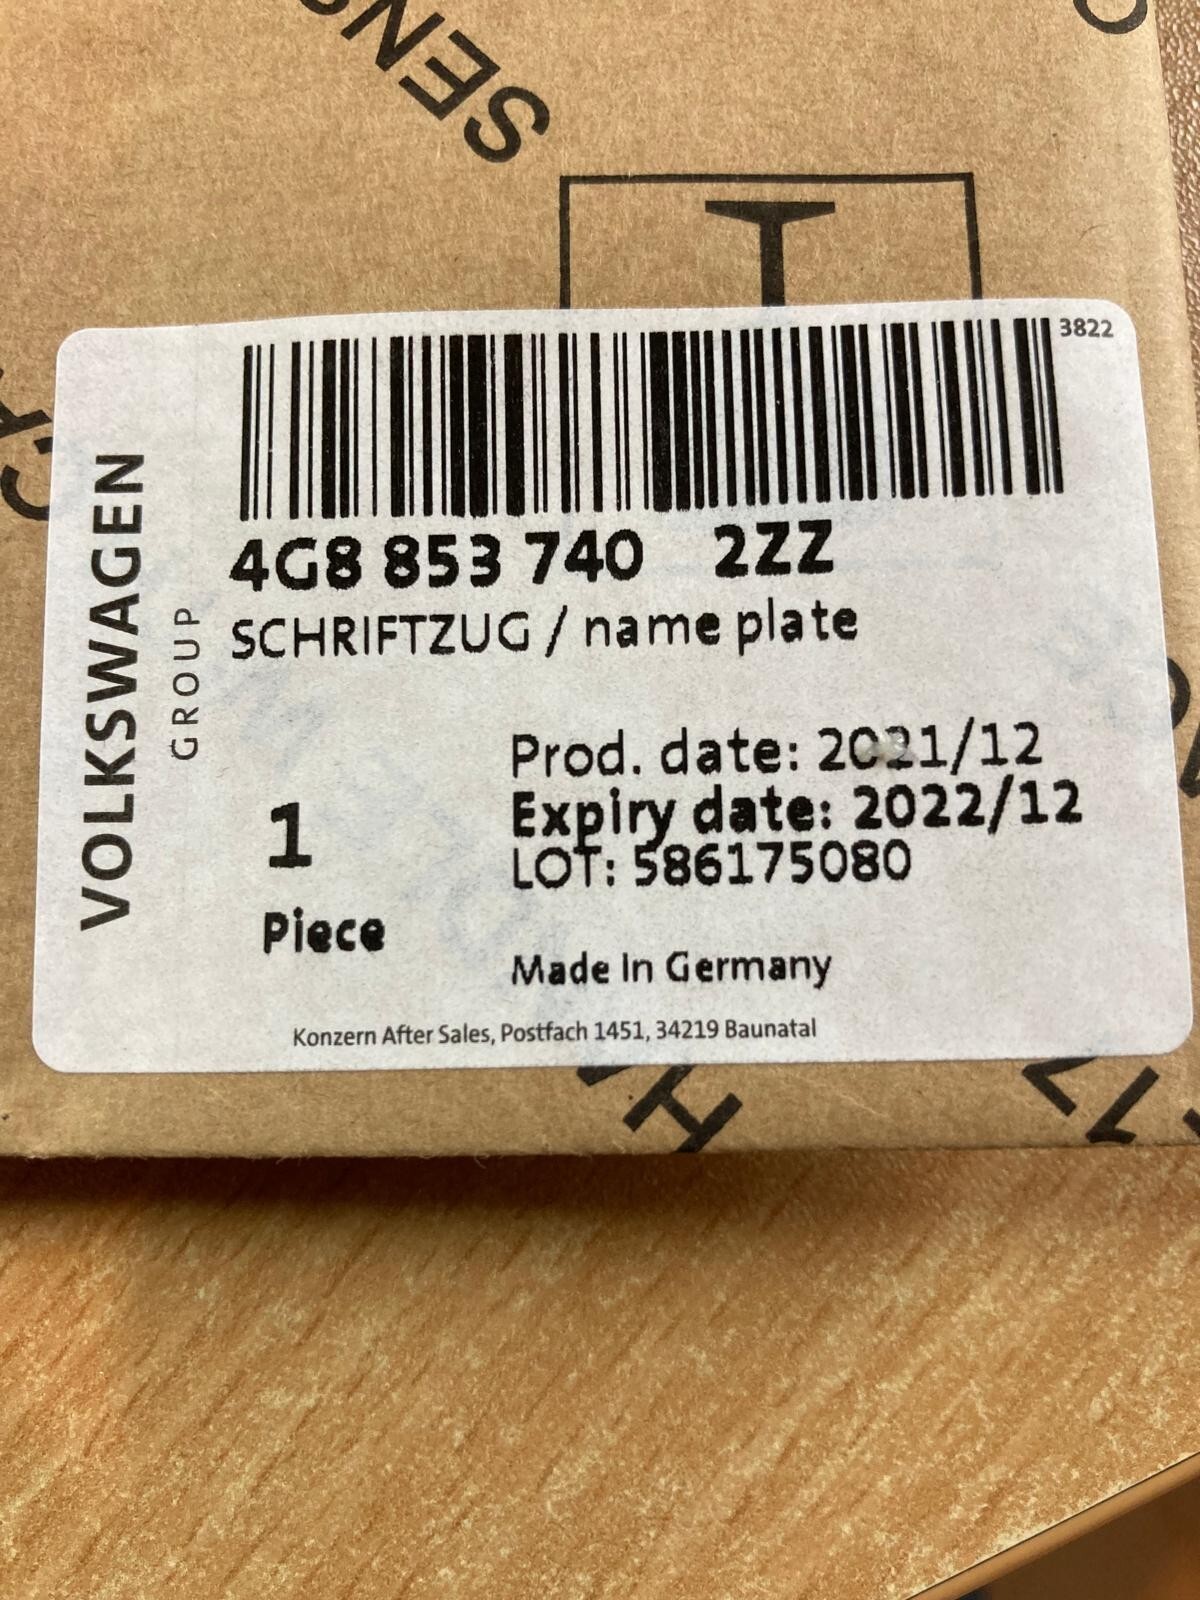 SENS
3822
4G8 853 740 2ZZ
SCHRIFTZUG / name plate
VOLKSWAGEN
GROUP
Prod. date: 2021/12
Expiry date: 2022/12
LOT: 586175080
1
Piece
Made In Germany
Konzern After Sales, Postfach 1451, 34219 Baunatal